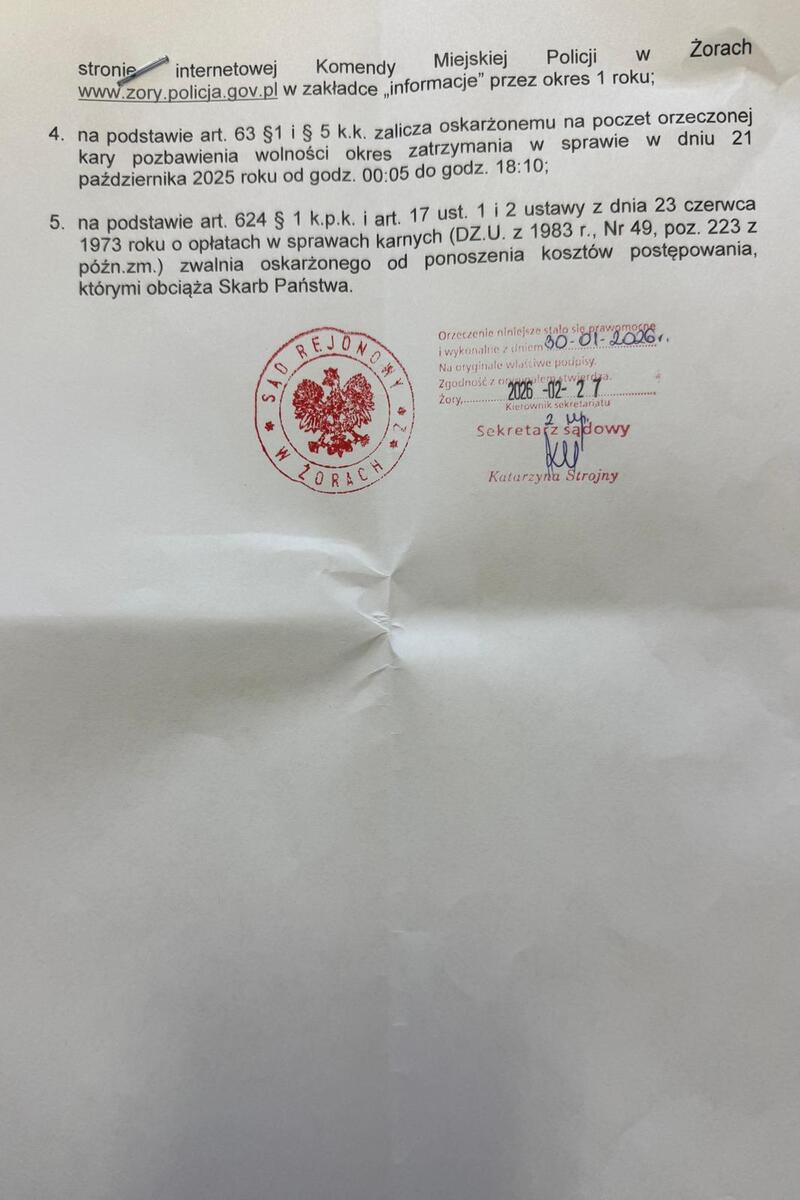 stronie internetowej Komendy Miejskiej Policji w Żorach
www.zory.policja.gov.pl w zakładce „informacje” przez okres 1 roku;
4. na podstawie art. 63 §1 i § 5 k.k. zalicza oskarżonemu na poczet orzeczonej
kary pozbawienia wolności okres zatrzymania w sprawie w dniu 21
października 2025 roku od godz. 00:05 do godz. 18:10;
5. na podstawie art. 624 § 1 k.p.k. i art. 17 ust. 1 i 2 ustawy z dnia 23 czerwca
1973 roku o opłatach w sprawach karnych (DZ.U. z 1983 r., Nr 49, poz. 223 z
późn.zm.) zwalnia oskarżonego od ponoszenia kosztów postępowania,
którymi obciąża Skarb Państwa.
SĄD REJONOWY
W ŻORACH
2
Orzeczenie niniejsze stało się prawomocne
i wykonalne z dniem 30-01-2026r.
Na oryginale właściwe podpisy.
Zgodność z oryginałem stwierdza.
Żory, 2026 -02- 27
Kierownik sekretariatu
z up.
Sekretarz sądowy
Katarzyna Strojny